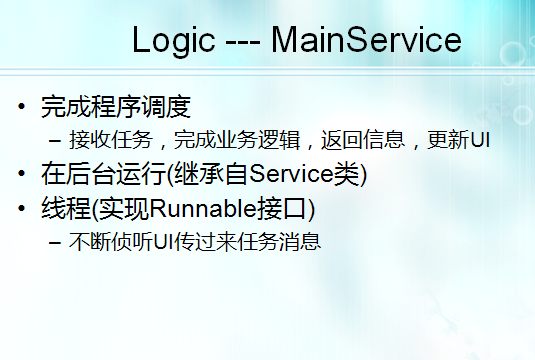 Logic --- MainService
• 完成程序调度
– 接收任务，完成业务逻辑，返回信息，更新UI
• 在后台运行(继承自Service类)
• 线程(实现Runnable接口)
– 不断侦听UI传过来任务消息